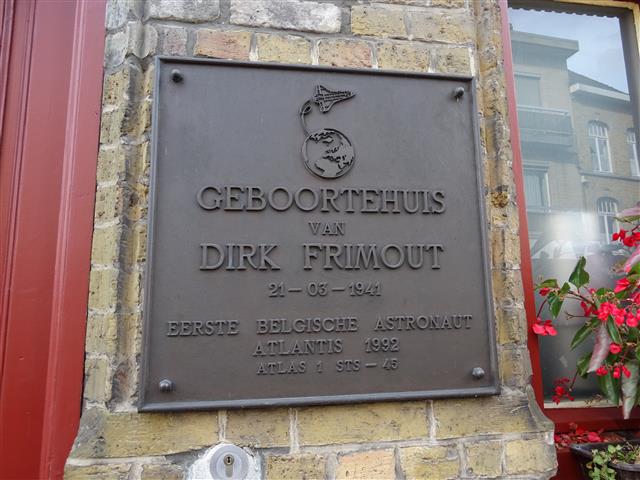 GEBOORTEHUIS
VAN
DIRK FRIMOUT
21-03-1941
EERSTE BELGISCHE ASTRONAUT
ATLANTIS 1992
ATLAS 1 STS-45